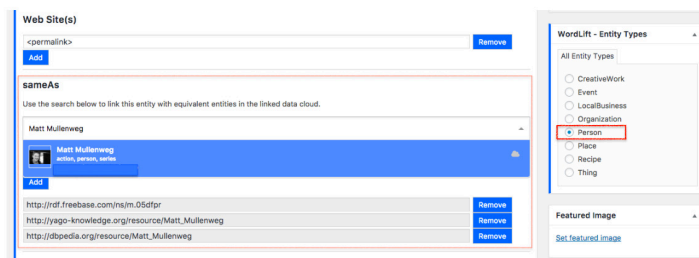 Web Site(s)
<permalink>
Remove
Add
sameAs
Use the search below to link this entity with equivalent entities in the linked data cloud.
Matt Mullenweg
Matt Mullenweg
action, person, series
Add
http://rdf.freebase.com/ns/m.05dfpr
Remove
http://yago-knowledge.org/resource/Matt_Mullenweg
Remove
http://dbpedia.org/resource/Matt_Mullenweg
Remove
WordLift - Entity Types
All Entity Types
CreativeWork
Event
LocalBusiness
Organization
Person
Place
Recipe
Thing
Featured Image
Set featured image